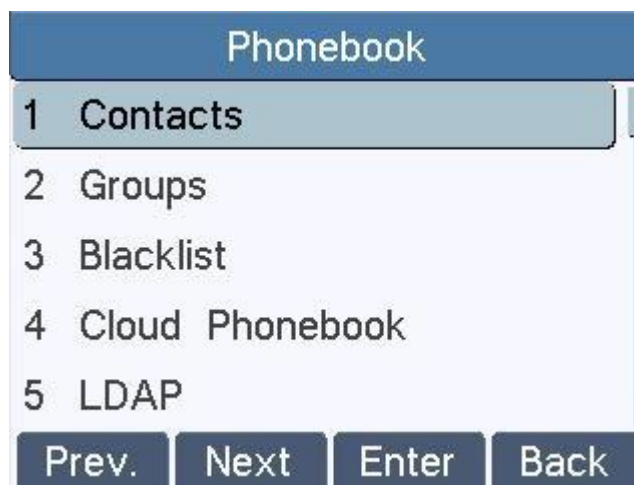 Phonebook
1 Contacts
2 Groups
3 Blacklist
4 Cloud Phonebook
5 LDAP
Prev. Next Enter Back